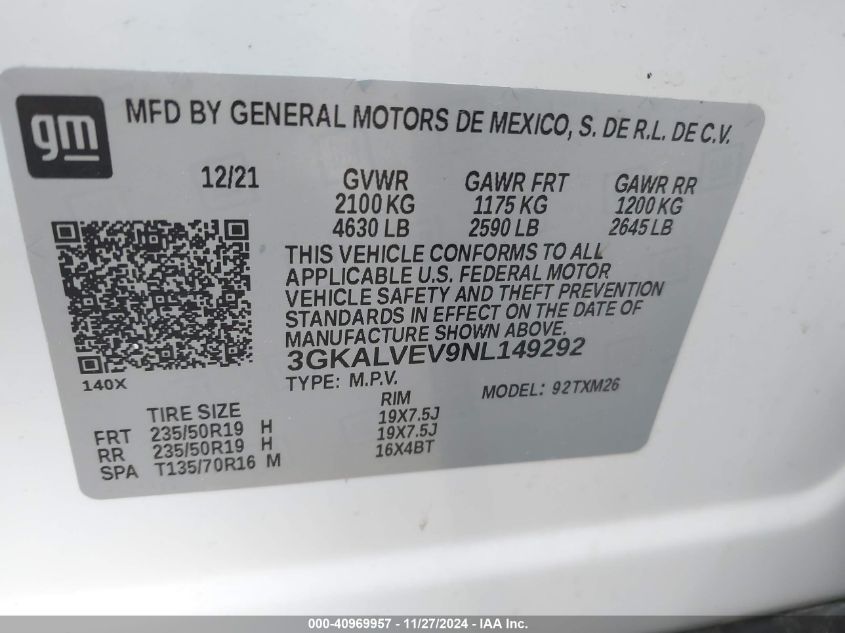 gm
MFD BY GENERAL MOTORS DE MEXICO, S. DE R.L. DE C.V.
12/21 GVWR GAWR FRT GAWR RR
2100 KG 1175 KG 1200 KG
4630 LB 2590 LB 2645 LB
THIS VEHICLE CONFORMS TO ALL
APPLICABLE U.S. FEDERAL MOTOR
VEHICLE SAFETY AND THEFT PREVENTION
STANDARDS IN EFFECT ON THE DATE OF
MANUFACTURE SHOWN ABOVE.
3GKALVEV9NL149292
140X
TYPE: M.P.V. MODEL: 92TXM26
TIRE SIZE RIM
FRT 235/50R19 H 19X7.5J
RR 235/50R19 H 19X7.5J
SPA T135/70R16 M 16X4BT
000-40969957 - 11/27/2024 - IAA Inc.